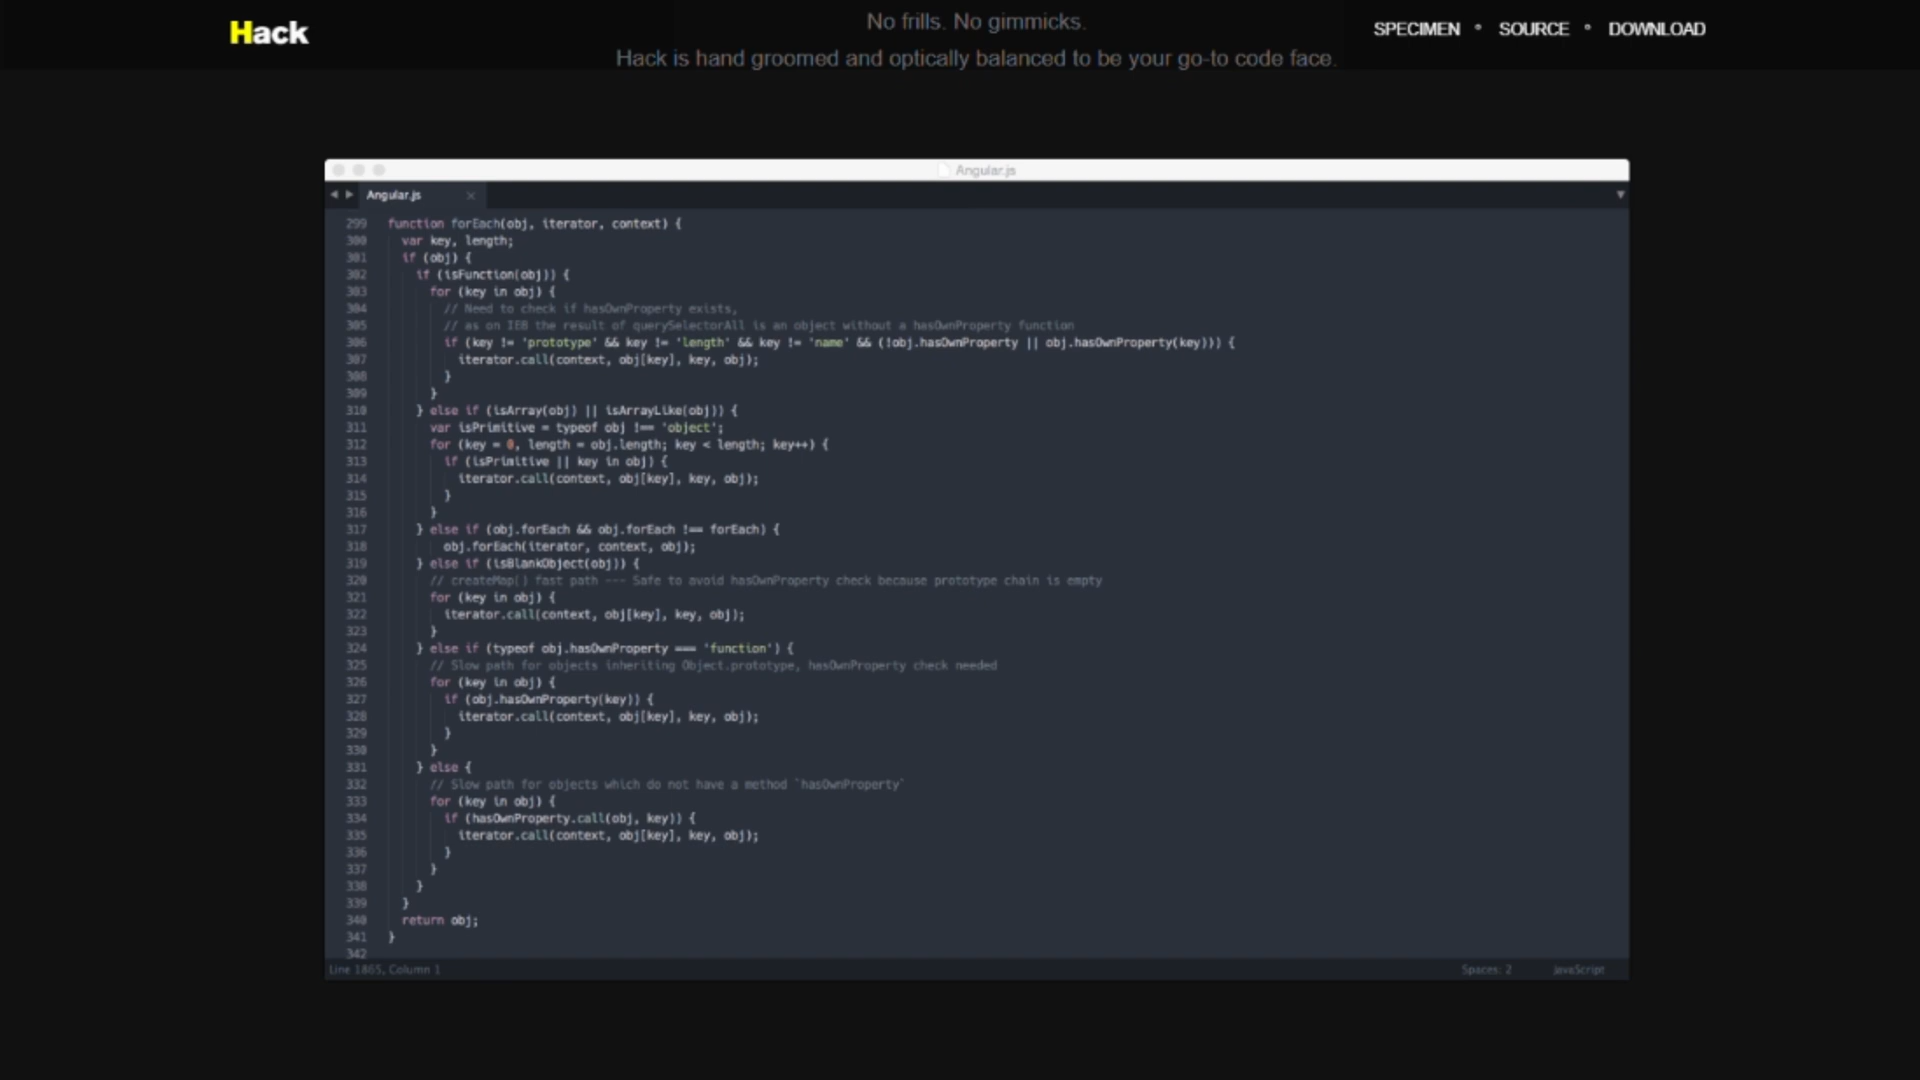 Hack
No frills. No gimmicks.
SPECIMEN • SOURCE • DOWNLOAD
Hack is hand groomed and optically balanced to be your go-to code face.
Angular.js
Angular.js ×
299 function forEach(obj, iterator, context) {
300 var key, length;
301 if (obj) {
302 if (isFunction(obj)) {
303 for (key in obj) {
304 // Need to check if hasOwnProperty exists,
305 // as on IE8 the result of querySelectorAll is an object without a hasOwnProperty function
306 if (key != 'prototype' && key != 'length' && key != 'name' && (!obj.hasOwnProperty || obj.hasOwnProperty(key))) {
307 iterator.call(context, obj[key], key, obj);
308 }
309 }
310 } else if (isArray(obj) || isArrayLike(obj)) {
311 var isPrimitive = typeof obj !== 'object';
312 for (key = 0, length = obj.length; key < length; key++) {
313 if (isPrimitive || key in obj) {
314 iterator.call(context, obj[key], key, obj);
315 }
316 }
317 } else if (obj.forEach && obj.forEach !== forEach) {
318 obj.forEach(iterator, context, obj);
319 } else if (isBlankObject(obj)) {
320 // createMap() fast path --- Safe to avoid hasOwnProperty check because prototype chain is empty
321 for (key in obj) {
322 iterator.call(context, obj[key], key, obj);
323 }
324 } else if (typeof obj.hasOwnProperty === 'function') {
325 // Slow path for objects inheriting Object.prototype, hasOwnProperty check needed
326 for (key in obj) {
327 if (obj.hasOwnProperty(key)) {
328 iterator.call(context, obj[key], key, obj);
329 }
330 }
331 } else {
332 // Slow path for objects which do not have a method `hasOwnProperty`
333 for (key in obj) {
334 if (hasOwnProperty.call(obj, key)) {
335 iterator.call(context, obj[key], key, obj);
336 }
337 }
338 }
339 }
340 return obj;
341 }
342
Line 1865, Column 1 Spaces: 2 JavaScript